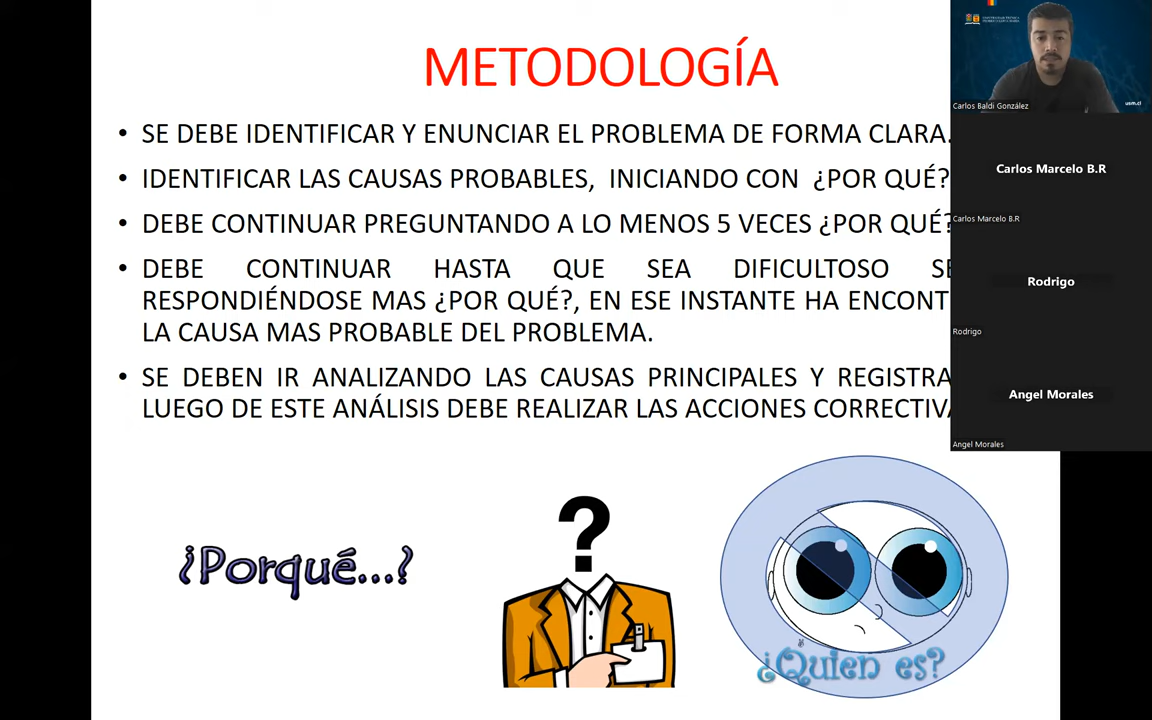 METODOLOGÍA
• SE DEBE IDENTIFICAR Y ENUNCIAR EL PROBLEMA DE FORMA CLARA.
• IDENTIFICAR LAS CAUSAS PROBABLES, INICIANDO CON ¿POR QUÉ?
• DEBE CONTINUAR PREGUNTANDO A LO MENOS 5 VECES ¿POR QUÉ?
• DEBE CONTINUAR HASTA QUE SEA DIFICULTOSO SE
RESPONDIÉNDOSE MAS ¿POR QUÉ?, EN ESE INSTANTE HA ENCONT
LA CAUSA MAS PROBABLE DEL PROBLEMA.
• SE DEBEN IR ANALIZANDO LAS CAUSAS PRINCIPALES Y REGISTRA
LUEGO DE ESTE ANÁLISIS DEBE REALIZAR LAS ACCIONES CORRECTIVA
¿Porqué...?
?
¿Quien es?
usm.cl
Carlos Baldi González
Carlos Marcelo B.R
Carlos Marcelo B.R
Rodrigo
Rodrigo
Angel Morales
Angel Morales